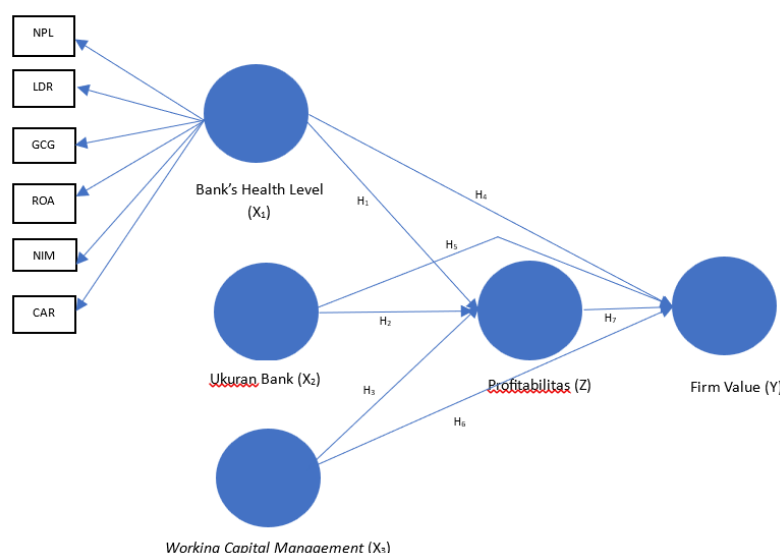 NPL
LDR
GCG
ROA
NIM
CAR
Bank's Health Level
(X₁)
H₁
H₄
H₅
H₂
H₇
Ukuran Bank (X₂)
Profitabilitas (Z)
Firm Value (Y)
H₃
H₆
Working Capital Management (X₃)